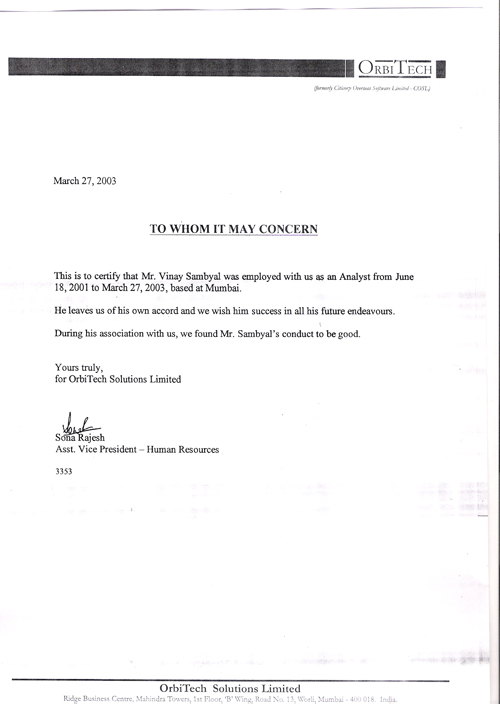 ORBITECH
(formerly Citicorp Overseas Software Limited - COSL)
March 27, 2003
TO WHOM IT MAY CONCERN
This is to certify that Mr. Vinay Sambyal was employed with us as an Analyst from June
18, 2001 to March 27, 2003, based at Mumbai.
He leaves us of his own accord and we wish him success in all his future endeavours.
During his association with us, we found Mr. Sambyal's conduct to be good.
Yours truly,
for OrbiTech Solutions Limited
Sona Rajesh
Asst. Vice President – Human Resources
3353
OrbiTech Solutions Limited
Ridge Business Centre, Mahindra Towers, 1st Floor, 'B' Wing, Road No. 13, Worli, Mumbai - 400 018. India.